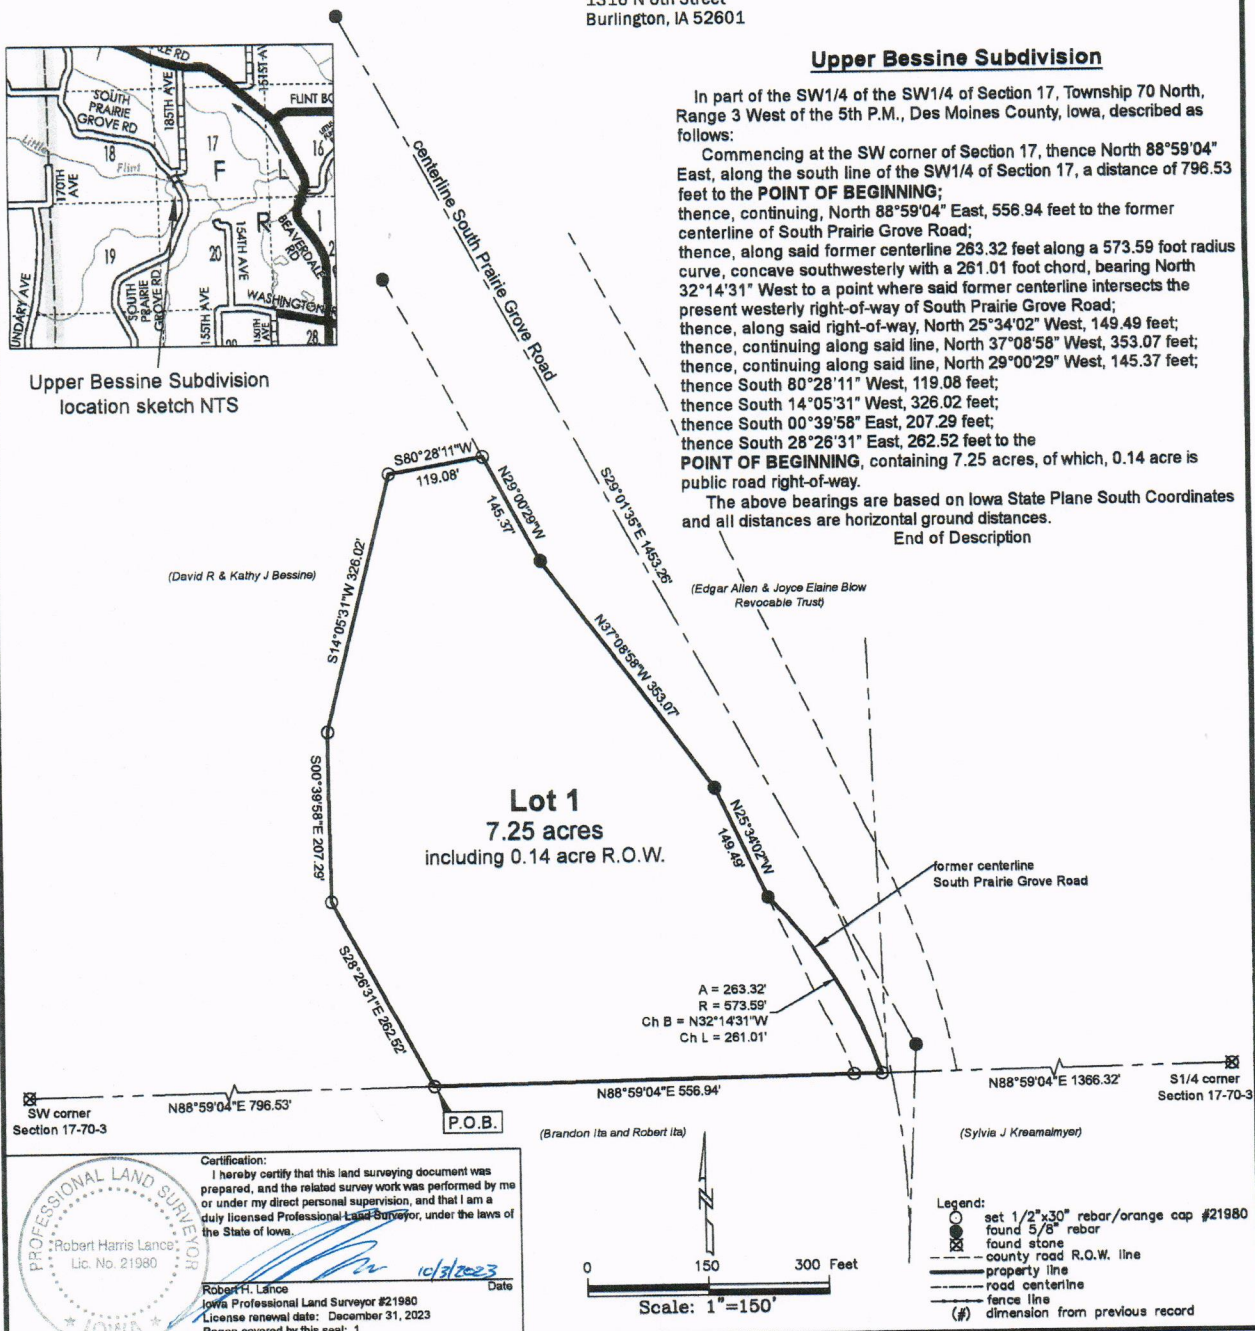 Burlington, IA 52601
Upper Bessine Subdivision
In part of the SW1/4 of the SW1/4 of Section 17, Township 70 North,
Range 3 West of the 5th P.M., Des Moines County, Iowa, described as
follows:
Commencing at the SW corner of Section 17, thence North 88°59'04"
East, along the south line of the SW1/4 of Section 17, a distance of 796.53
feet to the POINT OF BEGINNING;
thence, continuing, North 88°59'04" East, 556.94 feet to the former
centerline of South Prairie Grove Road;
thence, along said former centerline 263.32 feet along a 573.59 foot radius
curve, concave southwesterly with a 261.01 foot chord, bearing North
32°14'31" West to a point where said former centerline intersects the
present westerly right-of-way of South Prairie Grove Road;
thence, along said right-of-way, North 25°34'02" West, 149.49 feet;
thence, continuing along said line, North 37°08'58" West, 353.07 feet;
thence, continuing along said line, North 29°00'29" West, 145.37 feet;
thence South 80°28'11" West, 119.08 feet;
thence South 14°05'31" West, 326.02 feet;
thence South 00°39'58" East, 207.29 feet;
thence South 28°26'31" East, 262.52 feet to the
POINT OF BEGINNING, containing 7.25 acres, of which, 0.14 acre is
public road right-of-way.
The above bearings are based on Iowa State Plane South Coordinates
and all distances are horizontal ground distances.
End of Description
LE RD
151ST AV
SOUTH
PRAIRIE
GROVE RD
185TH AVE
FLINT
17
16
18
Little
Flint
F
L
170TH
AVE
R
154TH AVE
BEAVERDALE
RD
19
20
UNDARY AVE
SOUTH
PRAIRIE
GROVE RD
155TH AVE
WASHINGTON
AVE
28
Upper Bessine Subdivision
location sketch NTS
centerline South Prairie Grove Road
S80°28'11"W
119.08'
N29°00'29"W
145.37'
S29°01'35"E 1453.26'
(David R & Kathy J Bessine)
(Edgar Allen & Joyce Elaine Blow
Revocable Trust)
S14°05'31"W 326.02'
N37°08'58"W 353.07'
S00°39'58"E 207.29'
Lot 1
7.25 acres
including 0.14 acre R.O.W.
N25°34'02"W
149.49'
former centerline
South Prairie Grove Road
S28°26'31"E 262.52'
A = 263.32'
R = 573.59'
Ch B = N32°14'31"W
Ch L = 261.01'
SW corner
Section 17-70-3
N88°59'04"E 796.53'
P.O.B.
N88°59'04"E 556.94'
N88°59'04"E 1366.32'
S1/4 corner
Section 17-70-3
(Brandon Ita and Robert Ita)
(Sylvia J Kreamalmyer)
PROFESSIONAL LAND SURVEYOR
Robert Harris Lance
Lic. No. 21980
IOWA
Certification:
I hereby certify that this land surveying document was
prepared, and the related survey work was performed by me
or under my direct personal supervision, and that I am a
duly licensed Professional Land Surveyor, under the laws of
the State of Iowa.
10/3/2023
Robert H. Lance
Date
Iowa Professional Land Surveyor #21980
License renewal date: December 31, 2023
Pages covered by this seal: 1
N
0 150 300 Feet
Scale: 1"=150'
Legend:
set 1/2"x30" rebar/orange cap #21980
found 5/8" rebar
found stone
county road R.O.W. line
property line
road centerline
fence line
(#) dimension from previous record